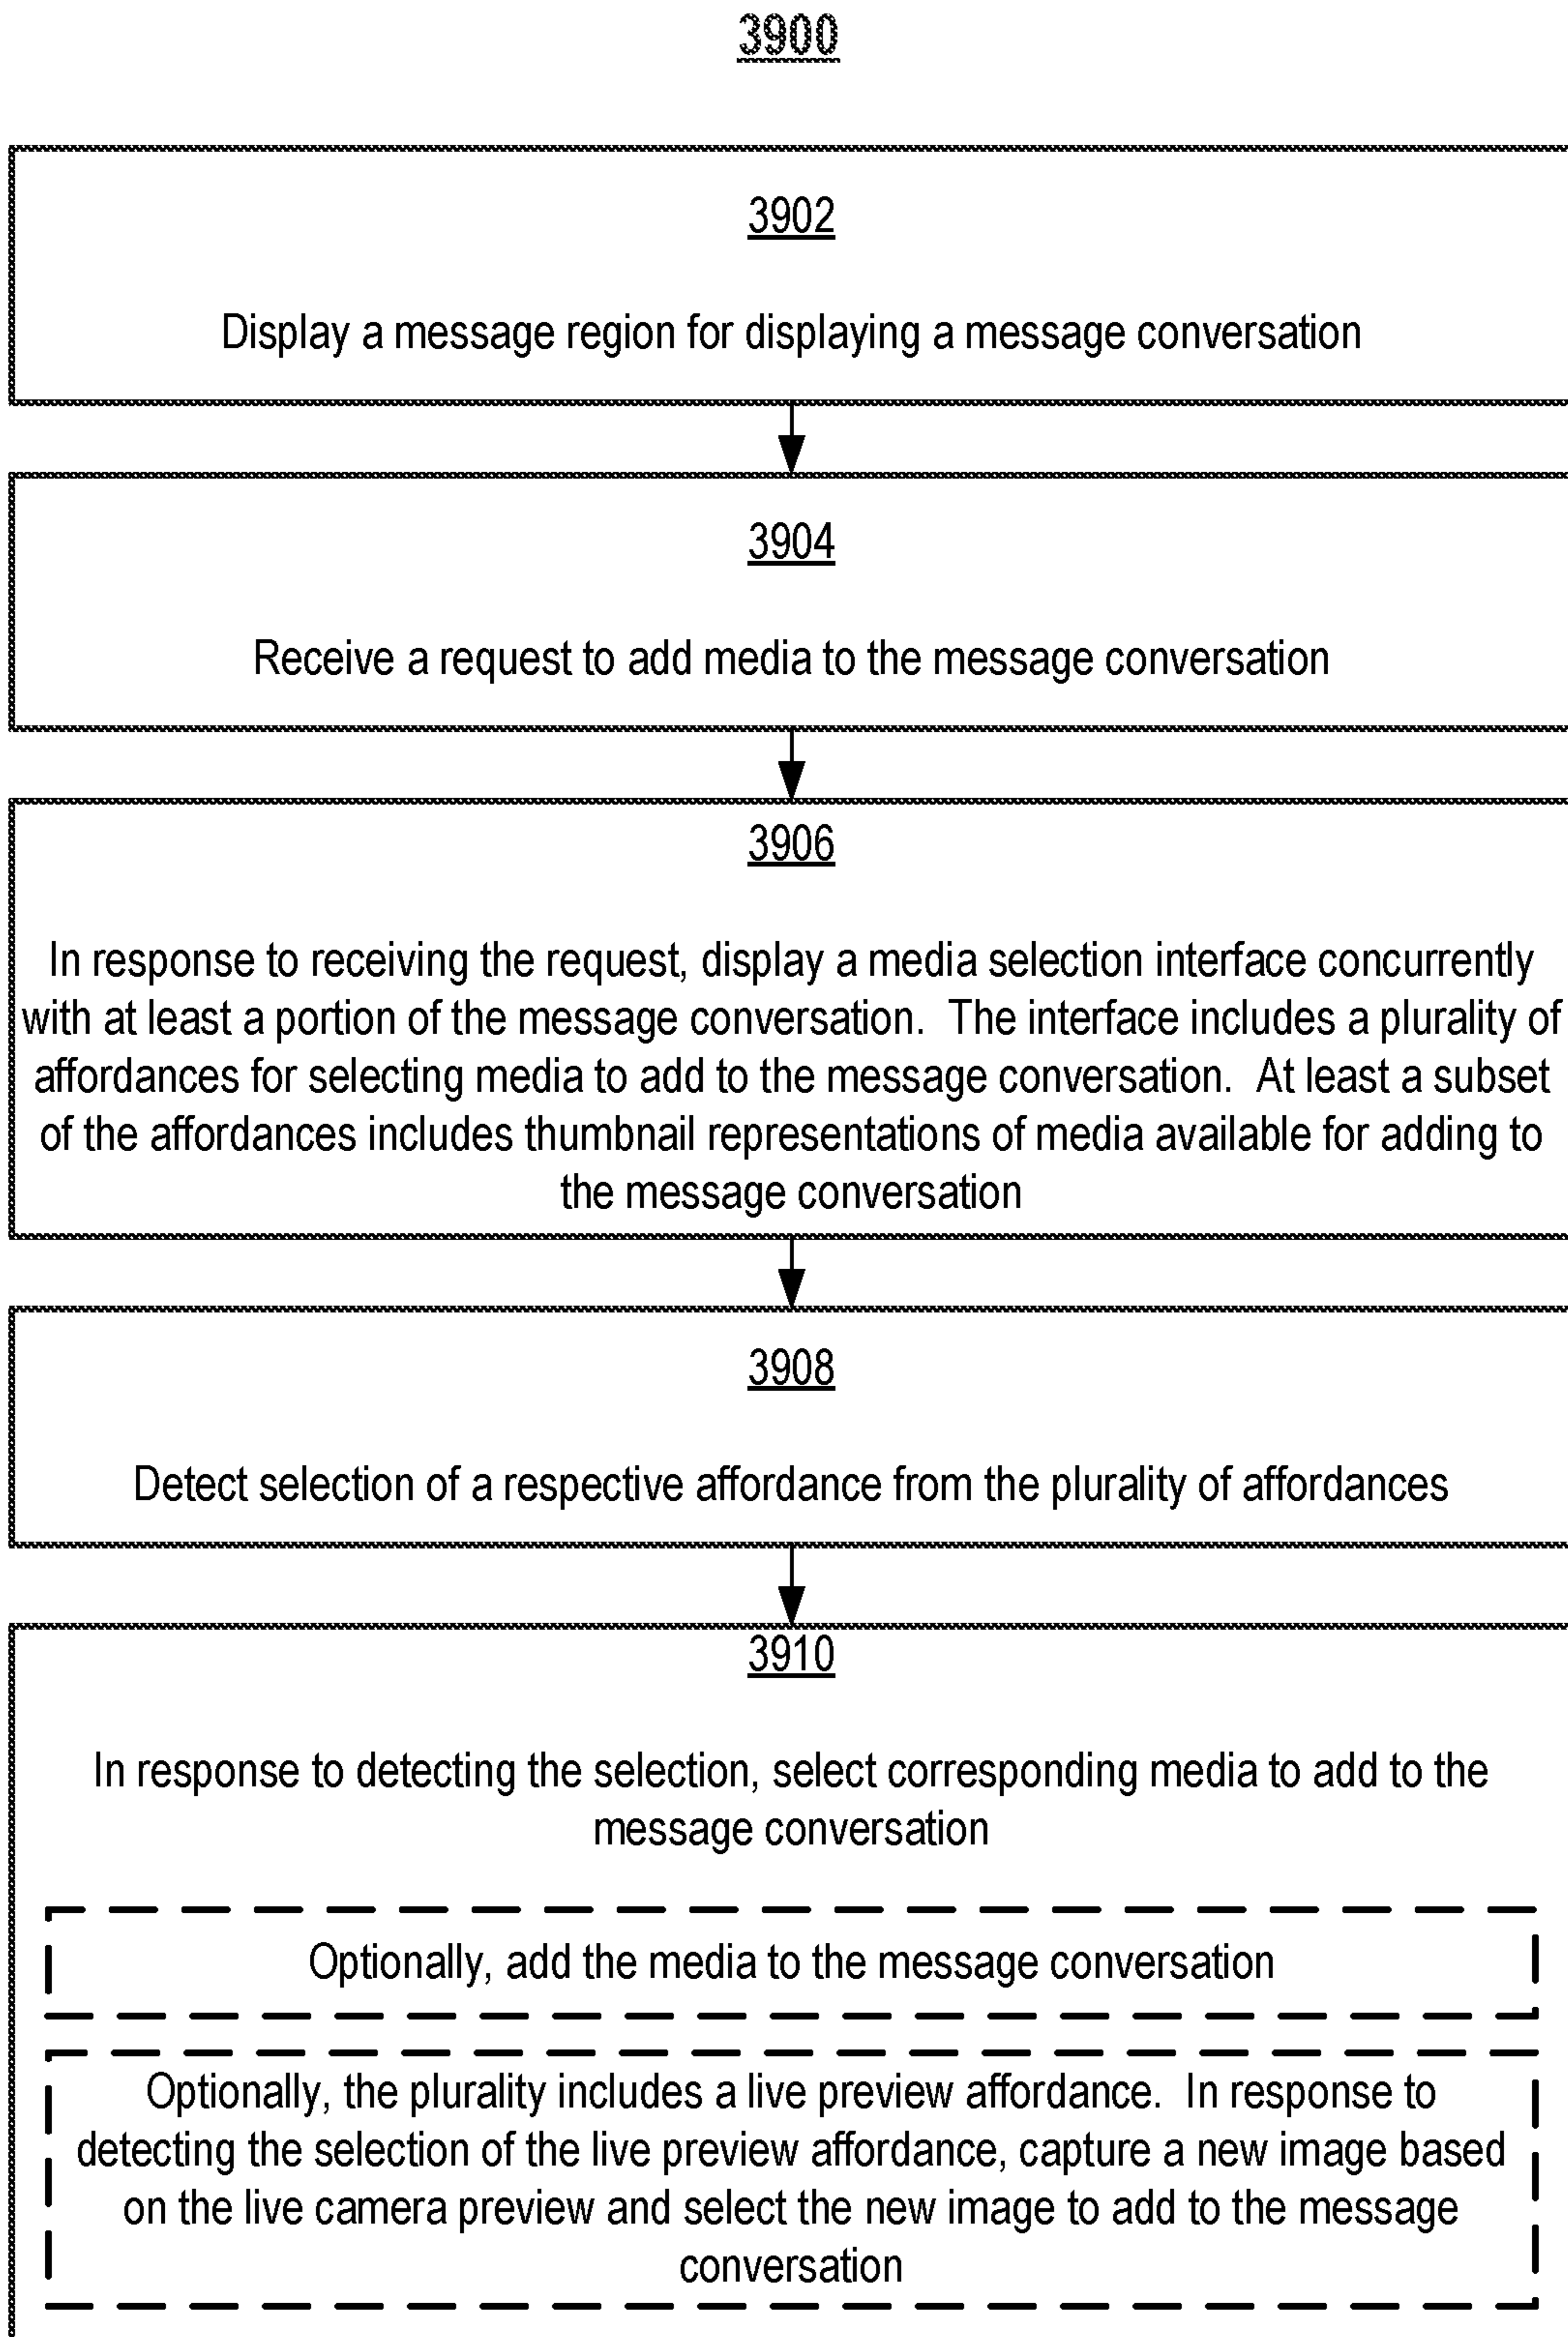 3900
3902
Display a message region for displaying a message conversation
3904
Receive a request to add media to the message conversation
3906
In response to receiving the request, display a media selection interface concurrently
with at least a portion of the message conversation. The interface includes a plurality of
affordances for selecting media to add to the message conversation. At least a subset
of the affordances includes thumbnail representations of media available for adding to
the message conversation
3908
Detect selection of a respective affordance from the plurality of affordances
3910
In response to detecting the selection, select corresponding media to add to the
message conversation
Optionally, add the media to the message conversation
Optionally, the plurality includes a live preview affordance. In response to
detecting the selection of the live preview affordance, capture a new image based
on the live camera preview and select the new image to add to the message
conversation